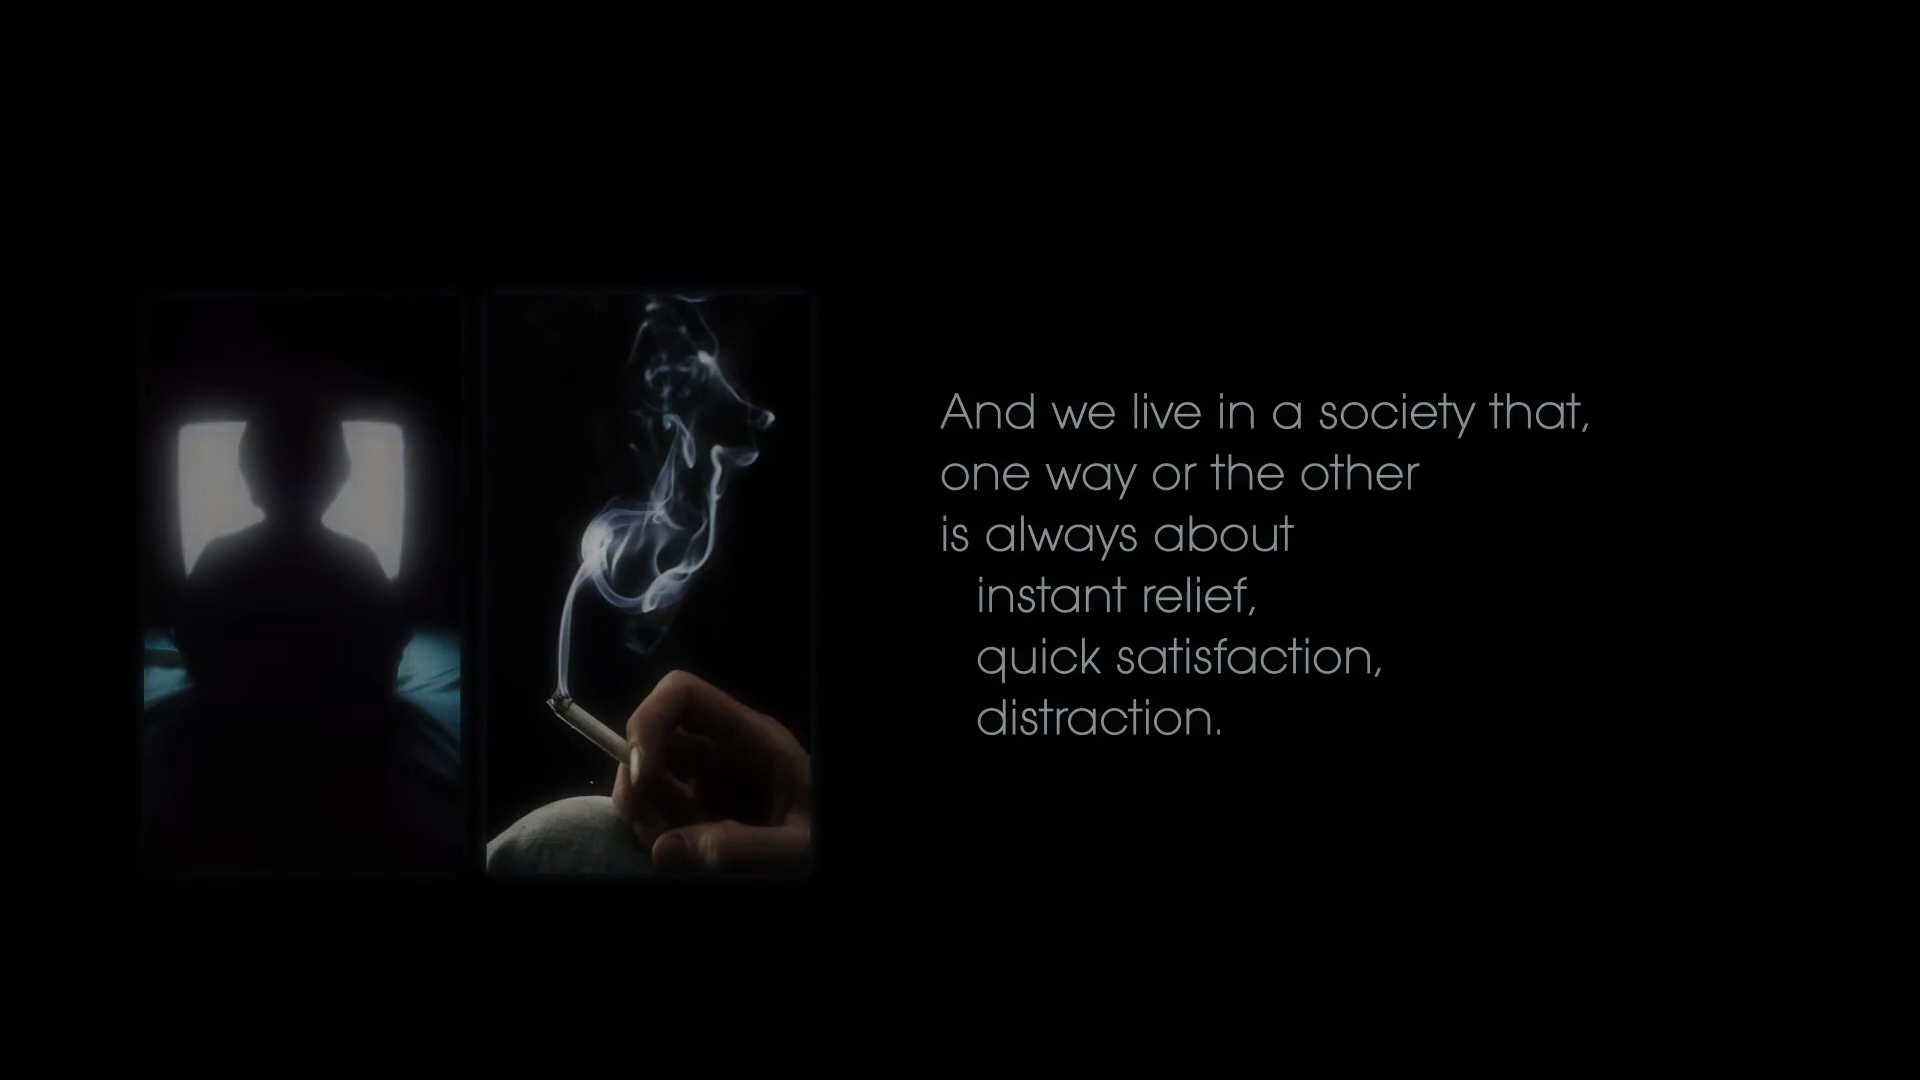 And we live in a society that,
one way or the other
is always about
instant relief,
quick satisfaction,
distraction.